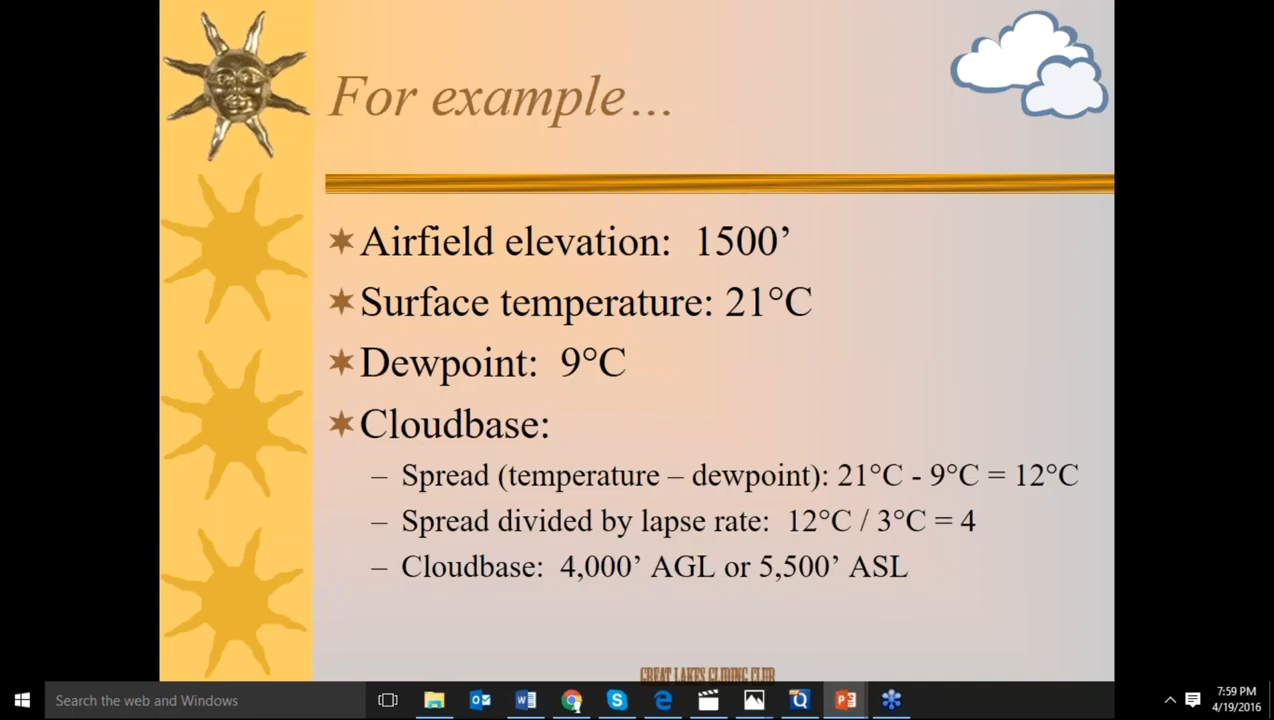 For example…
Airfield elevation: 1500’
Surface temperature: 21°C
Dewpoint: 9°C
Cloudbase:
– Spread (temperature – dewpoint): 21°C - 9°C = 12°C
– Spread divided by lapse rate: 12°C / 3°C = 4
– Cloudbase: 4,000’ AGL or 5,500’ ASL
GREAT LAKES GLIDING CLUB
Search the web and Windows
7:59 PM
4/19/2016